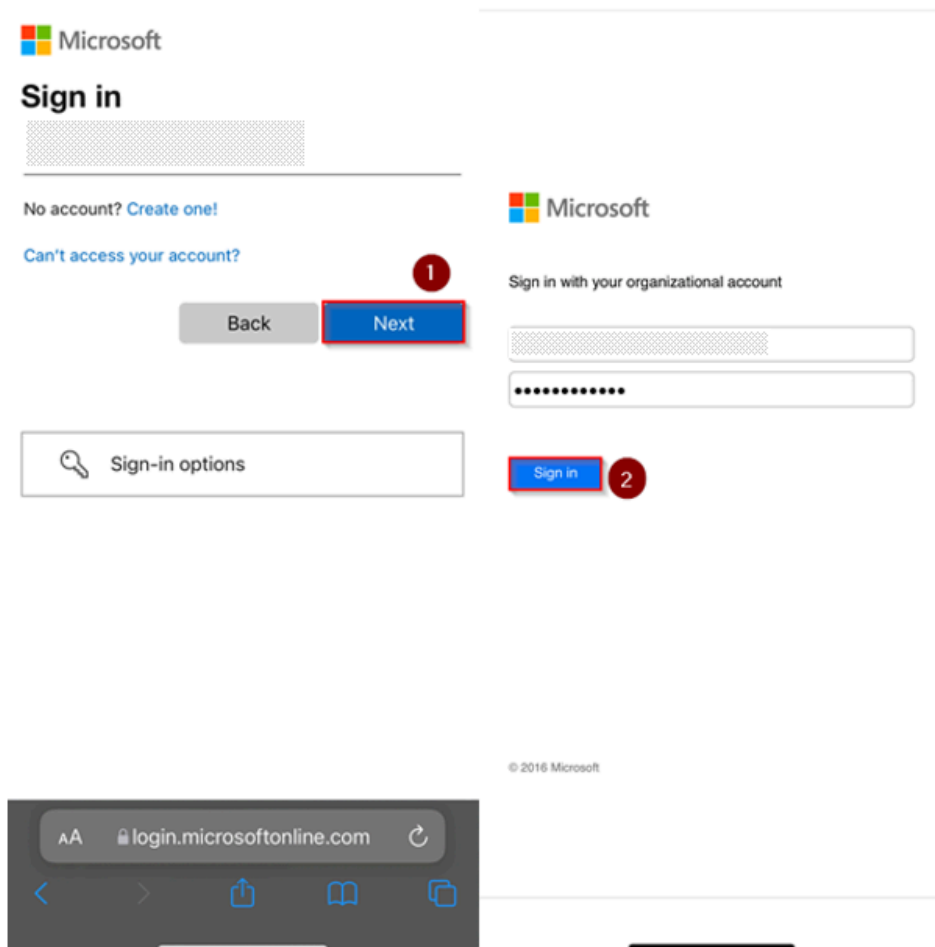 Microsoft
Sign in
No account? Create one!
Can't access your account?
1
Back
Next
Sign-in options
AA
login.microsoftonline.com
Microsoft
Sign in with your organizational account
••••••••••••
Sign in
2
© 2016 Microsoft